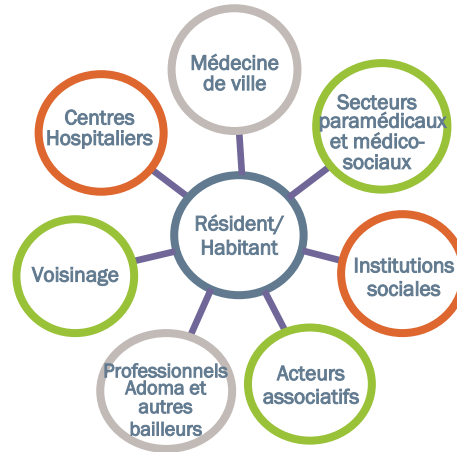 Médecine
de ville
Secteurs
paramédicaux
et médico-
sociaux
Centres
Hospitaliers
Résident/
Habitant
Institutions
sociales
Voisinage
Professionnels
Adoma et
autres
bailleurs
Acteurs
associatifs